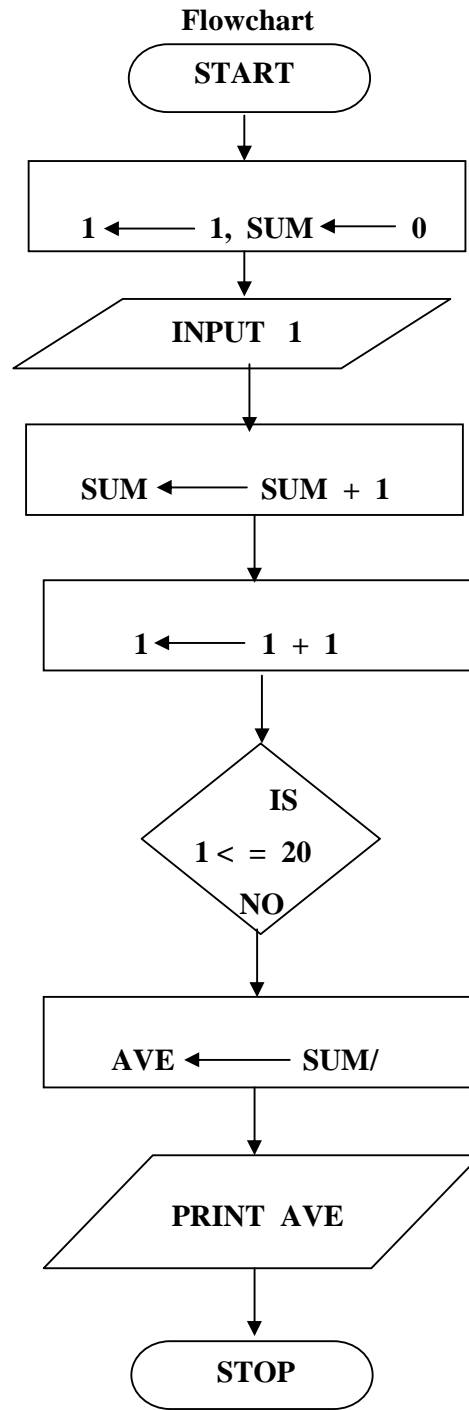 Flowchart
START
1 ← 1, SUM ← 0
INPUT 1
SUM ← SUM + 1
1 ← 1 + 1
IS
1 < = 20
NO
AVE ← SUM/
PRINT AVE
STOP